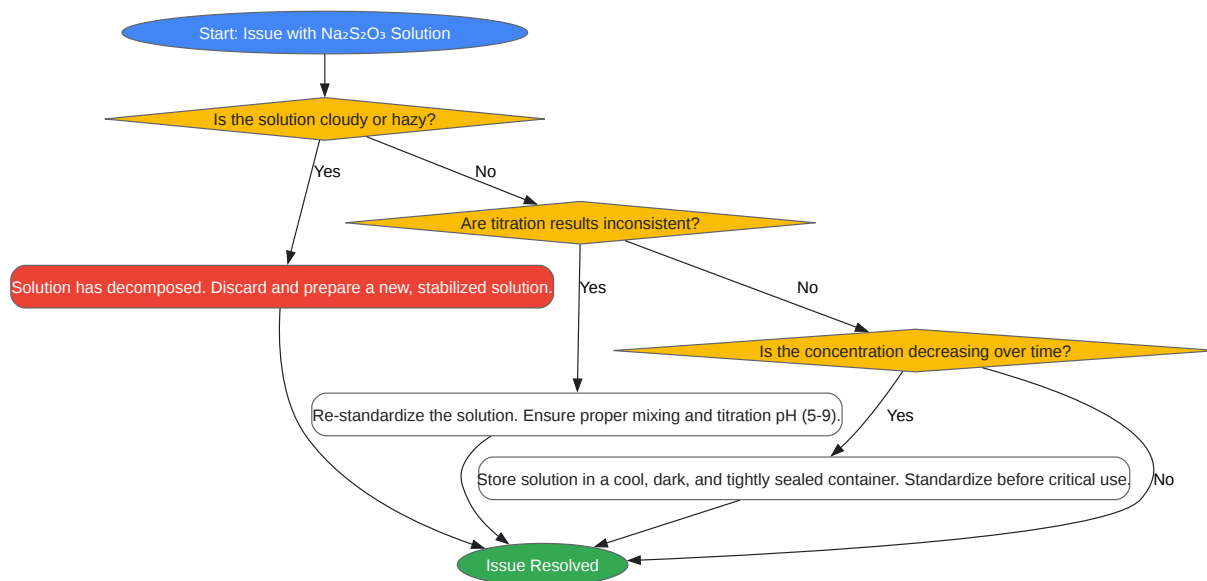 Start: Issue with Na₂S₂O₃ Solution
Is the solution cloudy or hazy?
Yes
No
Are titration results inconsistent?
Solution has decomposed. Discard and prepare a new, stabilized solution.
Yes
No
Is the concentration decreasing over time?
Re-standardize the solution. Ensure proper mixing and titration pH (5-9).
Yes
Store solution in a cool, dark, and tightly sealed container. Standardize before critical use.
No
Issue Resolved